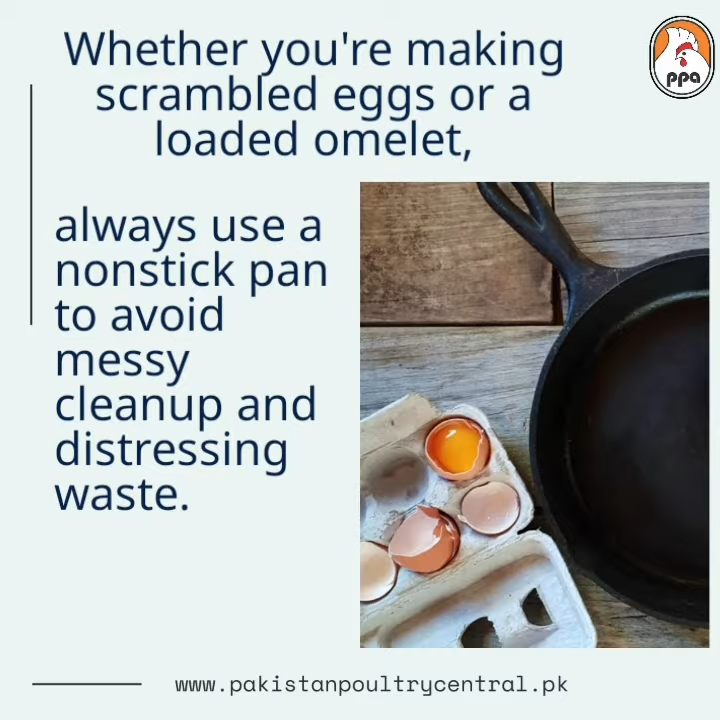 Whether you're making
scrambled eggs or a
loaded omelet,
ppa
always use a
nonstick pan
to avoid
messy
cleanup and
distressing
waste.
www.pakistanpoultrycentral.pk